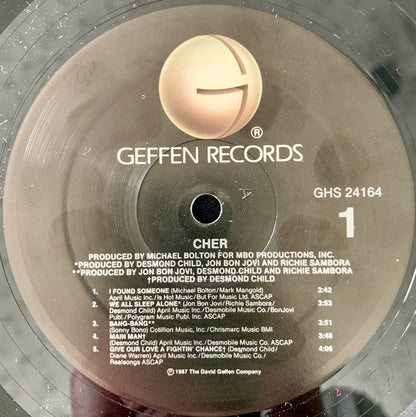 ®
GEFFEN RECORDS
GHS 24164
1
CHER
PRODUCED BY MICHAEL BOLTON FOR MBO PRODUCTIONS, INC.
*PRODUCED BY DESMOND CHILD, JON BON JOVI AND RICHIE SAMBORA
**PRODUCED BY JON BON JOVI, DESMOND CHILD AND RICHIE SAMBORA
†PRODUCED BY DESMOND CHILD
1. I FOUND SOMEONE (Michael Bolton/Mark Mangold) 3:42
April Music Inc./Is Hot Music/But For Music Ltd. ASCAP
2. WE ALL SLEEP ALONE* (Jon Bon Jovi/Richie Sambora/ 3:53
Desmond Child) April Music Inc./Desmobile Music Co./BonJovi
Publ./Polygram Music Publ. Inc. ASCAP
3. BANG-BANG** 3:51
(Sonny Bono) Cotillion Music, Inc./Chrismarc Music BMI
4. MAIN MAN† 3:48
(Desmond Child) April Music Inc./Desmobile Music Co. ASCAP
5. GIVE OUR LOVE A FIGHTIN' CHANCE† (Desmond Child/ 4:06
Diane Warren) April Music Inc./Desmobile Music Co./
Realsongs ASCAP
℗ 1987 The David Geffen Company